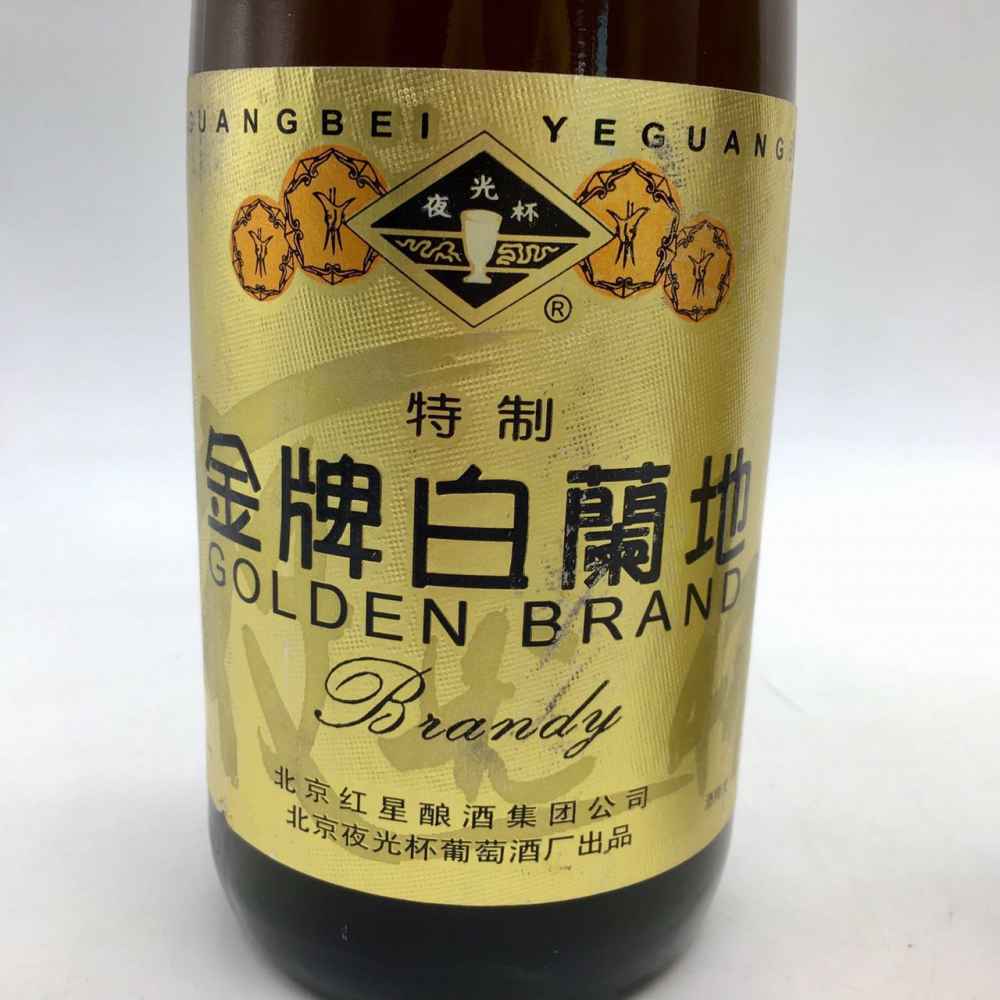 GUANGBEI YEGUANG
夜光杯
®
特制
金牌白蘭地
GOLDEN BRAND
Brandy
北京红星酿酒集团公司
北京夜光杯葡萄酒厂出品